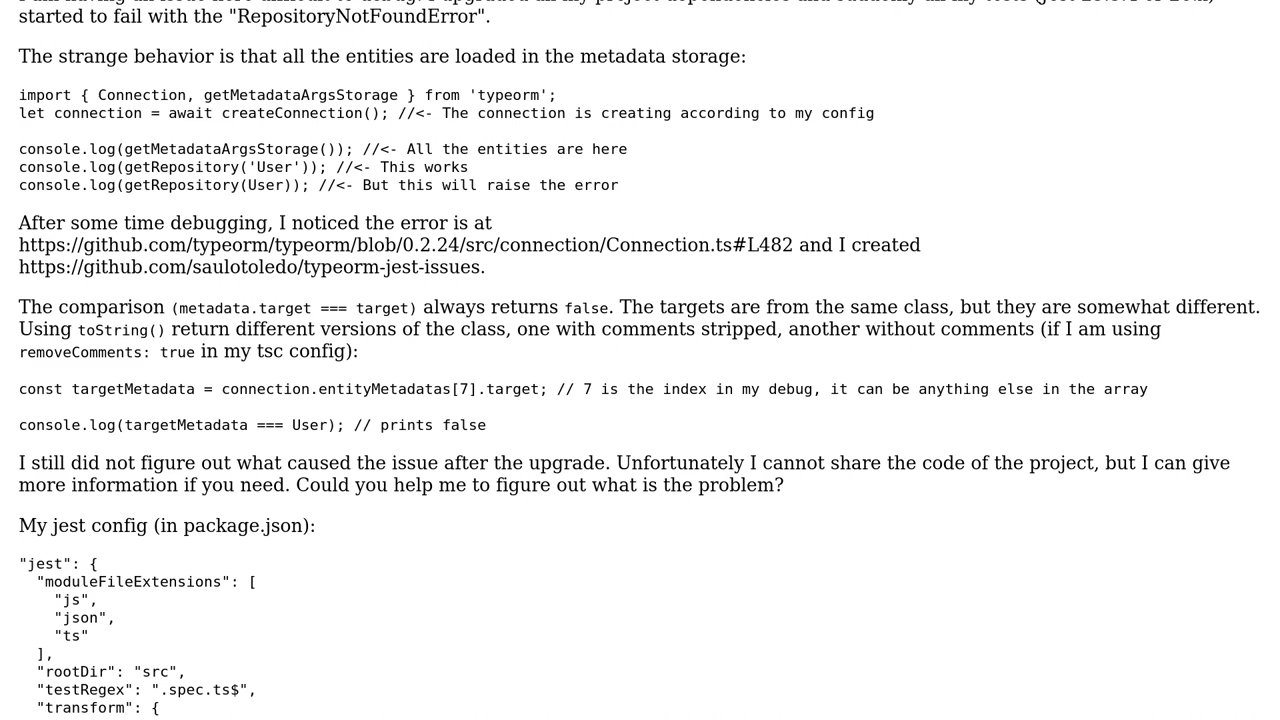 started to fail with the "RepositoryNotFoundError".
The strange behavior is that all the entities are loaded in the metadata storage:
import { Connection, getMetadataArgsStorage } from 'typeorm';
let connection = await createConnection(); //<- The connection is creating according to my config
console.log(getMetadataArgsStorage()); //<- All the entities are here
console.log(getRepository('User')); //<- This works
console.log(getRepository(User)); //<- But this will raise the error
After some time debugging, I noticed the error is at
https://github.com/typeorm/typeorm/blob/0.2.24/src/connection/Connection.ts#L482 and I created
https://github.com/saulotoledo/typeorm-jest-issues.
The comparison (metadata.target === target) always returns false. The targets are from the same class, but they are somewhat different.
Using toString() return different versions of the class, one with comments stripped, another without comments (if I am using
removeComments: true in my tsc config):
const targetMetadata = connection.entityMetadatas[7].target; // 7 is the index in my debug, it can be anything else in the array
console.log(targetMetadata === User); // prints false
I still did not figure out what caused the issue after the upgrade. Unfortunately I cannot share the code of the project, but I can give
more information if you need. Could you help me to figure out what is the problem?
My jest config (in package.json):
"jest": {
"moduleFileExtensions": [
"js",
"json",
"ts"
],
"rootDir": "src",
"testRegex": ".spec.ts$",
"transform": {